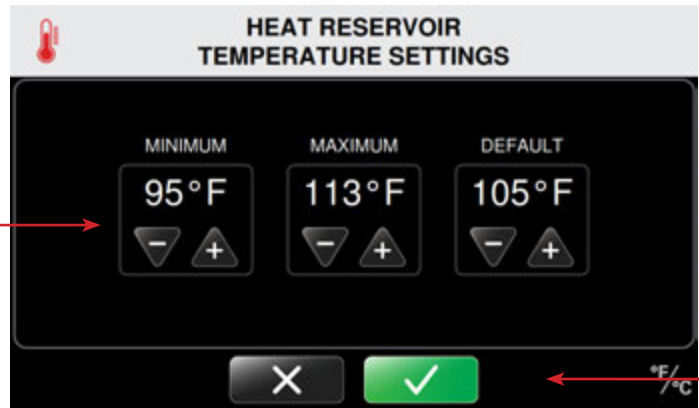 HEAT RESERVOIR
TEMPERATURE SETTINGS
MINIMUM MAXIMUM DEFAULT
95°F 113°F 105°F
- + - + - +
°F/°C